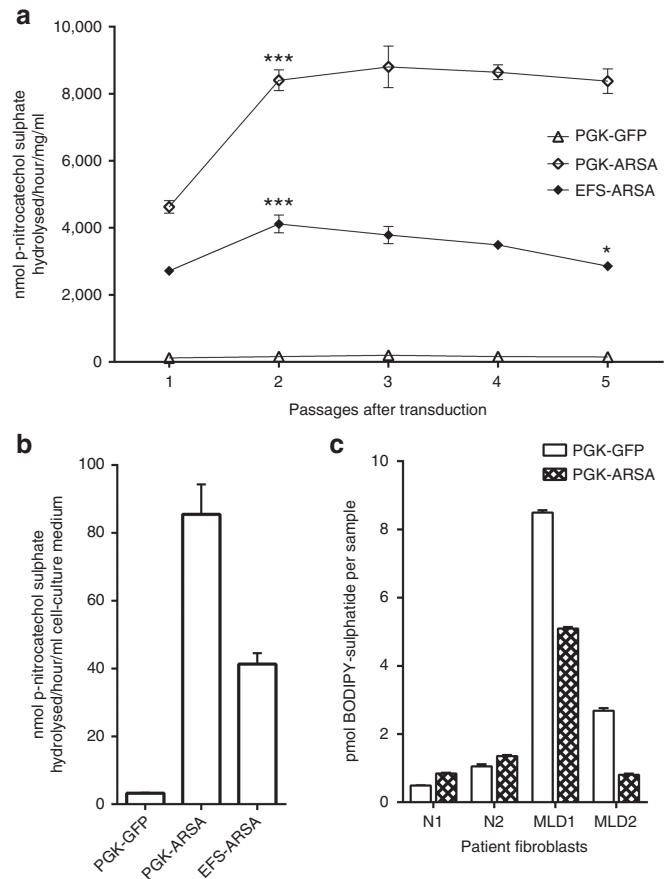 a
nmol p-nitrocatechol sulphate
hydrolysed/hour/mg/ml
10,000
8,000
6,000
4,000
2,000
0
***
***
*
PGK-GFP
PGK-ARSA
EFS-ARSA
1 2 3 4 5
Passages after transduction
b
nmol p-nitrocatechol sulphate
hydrolysed/hour/ml cell-culture medium
100
80
60
40
20
0
PGK-GFP
PGK-ARSA
EFS-ARSA
c
PGK-GFP
PGK-ARSA
pmol BODIPY-sulphatide per sample
10
8
6
4
2
0
N1 N2 MLD1 MLD2
Patient fibroblasts